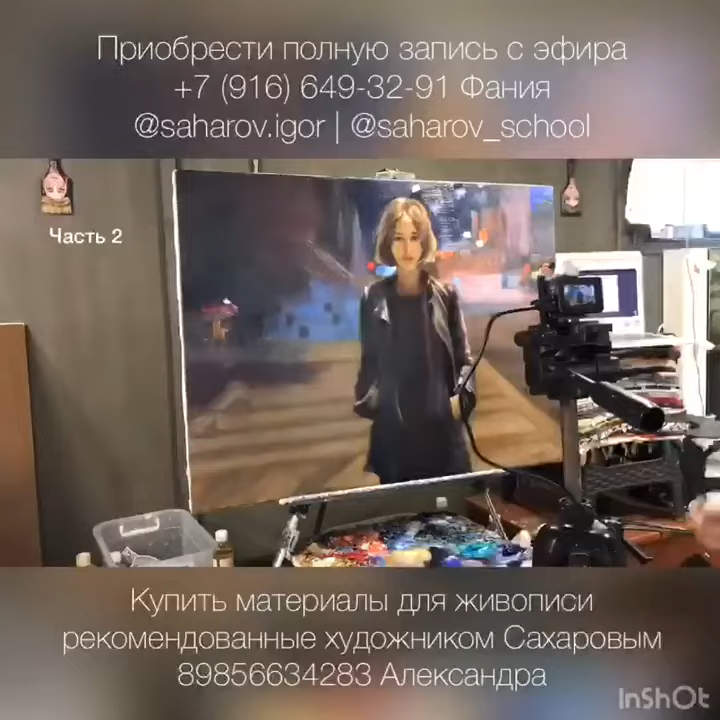 Приобрести полную запись с эфира
+7 (916) 649-32-91 Фания
@saharov.igor | @saharov_school
Часть 2
Купить материалы для живописи
рекомендованные художником Сахаровым
89856634283 Александра
InShOt